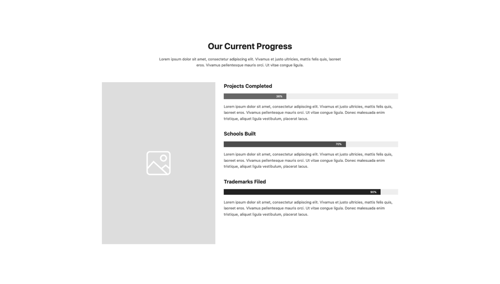 Our Current Progress
Lorem ipsum dolor sit amet, consectetur adipiscing elit. Vivamus et justo ultricies, mattis felis quis,
laoreet eros. Vivamus pellentesque mauris orci. Ut vitae congue ligula.
Projects Completed
Lorem ipsum dolor sit amet, consectetur adipiscing elit. Vivamus et justo ultricies, mattis felis quis,
laoreet eros. Vivamus pellentesque mauris orci. Ut vitae congue ligula. Donec malesuada enim
tristique, aliquet ligula vestibulum, placerat lacus.
Schools Built
70%
Lorem ipsum dolor sit amet, consectetur adipiscing elit. Vivamus et justo ultricies, mattis felis quis,
laoreet eros. Vivamus pellentesque mauris orci. Ut vitae congue ligula. Donec malesuada enim
tristique, aliquet ligula vestibulum, placerat lacus.
Trademarks Filed
90%
Lorem ipsum dolor sit amet, consectetur adipiscing elit. Vivamus et justo ultricies, mattis felis quis,
laoreet eros. Vivamus pellentesque mauris orci. Ut vitae congue ligula. Donec malesuada enim
tristique, aliquet ligula vestibulum, placerat lacus.